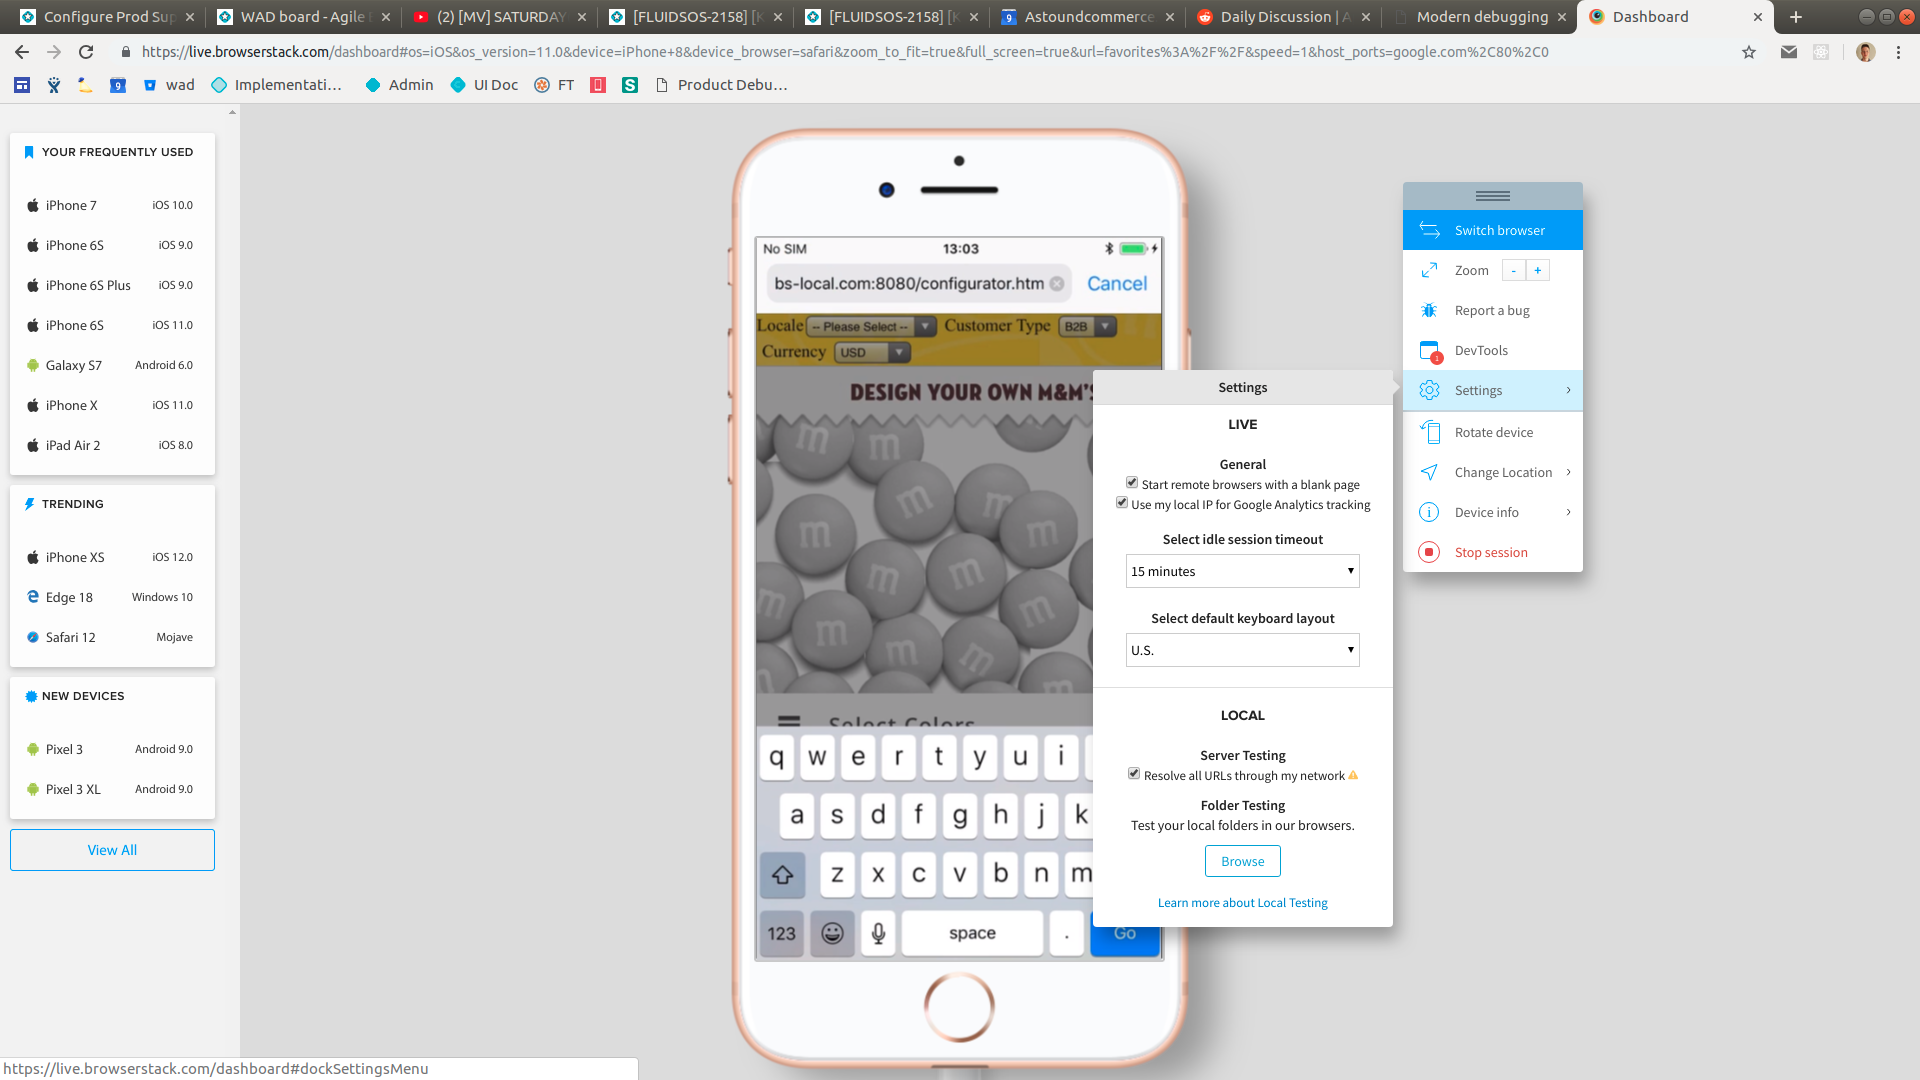 Configure Prod Sup
WAD board - Agile
(2) [MV] SATURDAY
[FLUIDSOS-2158] [K
[FLUIDSOS-2158] [K
Astoundcommerce
Daily Discussion | A
Modern debugging
Dashboard
https://live.browserstack.com/dashboard#os=iOS&os_version=11.0&device=iPhone+8&device_browser=safari&zoom_to_fit=true&full_screen=true&url=favorites%3A%2F%2F&speed=1&host_ports=google.com%2C80%2C0
9
wad
Implementati...
Admin
UI Doc
FT
S
Product Debu...
YOUR FREQUENTLY USED
iPhone 7 iOS 10.0
iPhone 6S iOS 9.0
iPhone 6S Plus iOS 9.0
iPhone 6S iOS 11.0
Galaxy S7 Android 6.0
iPhone X iOS 11.0
iPad Air 2 iOS 8.0
TRENDING
iPhone XS iOS 12.0
Edge 18 Windows 10
Safari 12 Mojave
NEW DEVICES
Pixel 3 Android 9.0
Pixel 3 XL Android 9.0
View All
No SIM 13:03
bs-local.com:8080/configurator.htm Cancel
Locale -- Please Select -- Customer Type B2B
Currency USD
DESIGN YOUR OWN M&M'S
Select Colors
q w e r t y u i
a s d f g h j k
z x c v b n m
123 space . Go
Settings
LIVE
General
Start remote browsers with a blank page
Use my local IP for Google Analytics tracking
Select idle session timeout
15 minutes
Select default keyboard layout
U.S.
LOCAL
Server Testing
Resolve all URLs through my network
Folder Testing
Test your local folders in our browsers.
Browse
Learn more about Local Testing
Switch browser
Zoom - +
Report a bug
DevTools
1
Settings
Rotate device
Change Location
Device info
Stop session
https://live.browserstack.com/dashboard#dockSettingsMenu